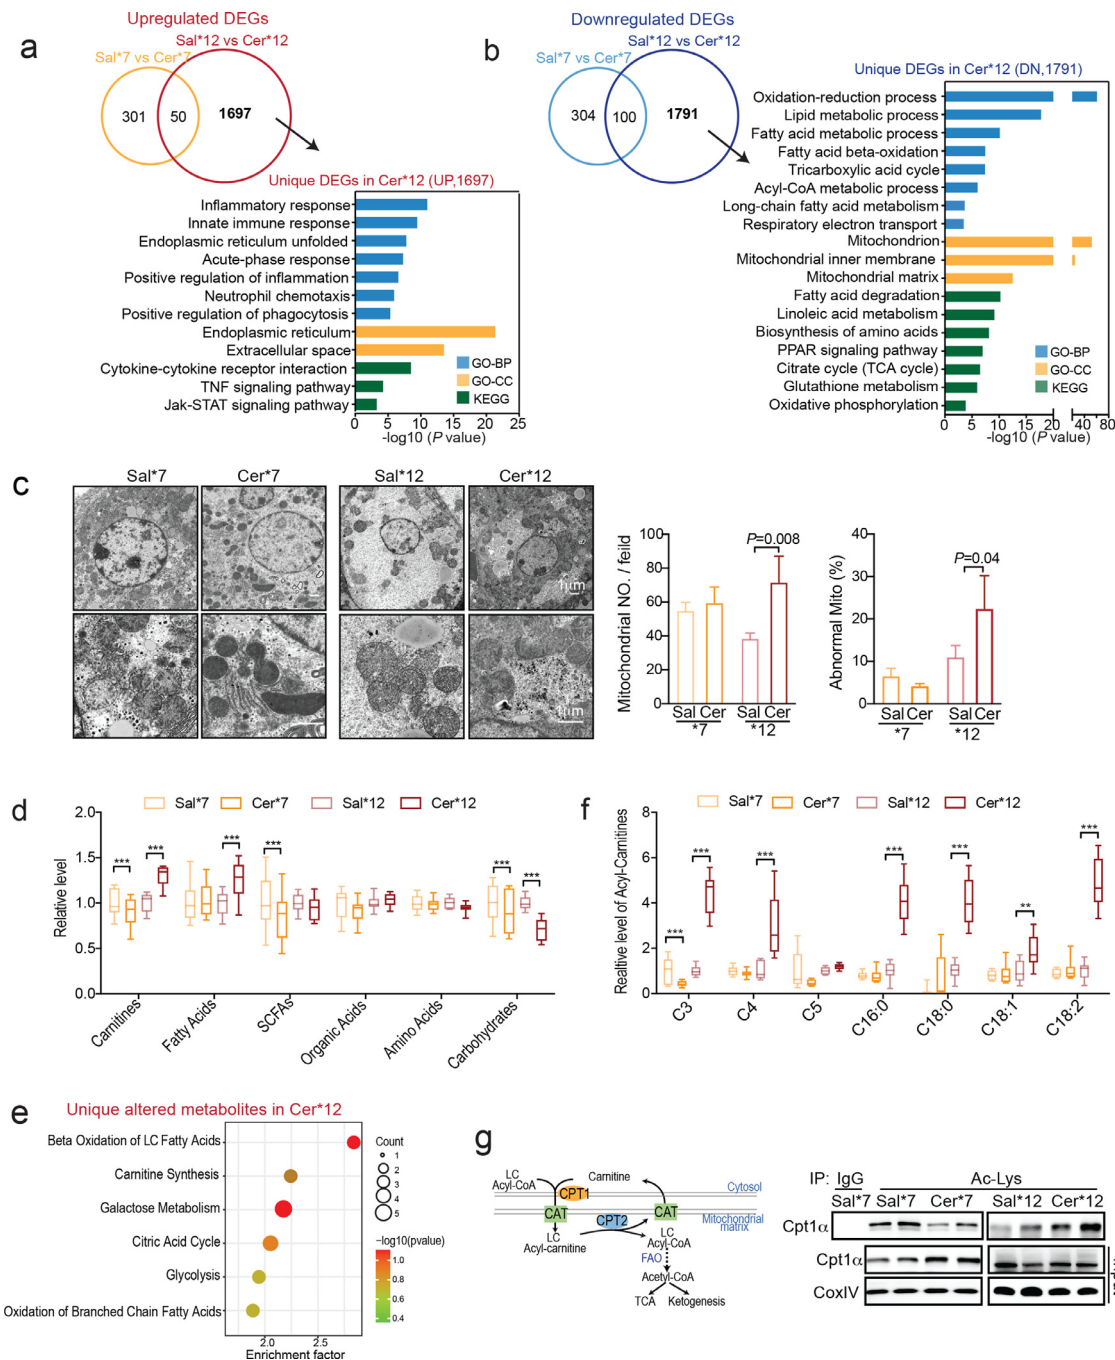 a
Upregulated DEGs
Sal*12 vs Cer*12
Sal*7 vs Cer*7
301
50
1697
Unique DEGs in Cer*12 (UP,1697)
Inflammatory response
Innate immune response
Endoplasmic reticulum unfolded
Acute-phase response
Positive regulation of inflammation
Neutrophil chemotaxis
Positive regulation of phagocytosis
Endoplasmic reticulum
Extracellular space
Cytokine-cytokine receptor interaction
TNF signaling pathway
Jak-STAT signaling pathway
GO-BP
GO-CC
KEGG
0 5 10 15 20 25
-log10 (P value)
b
Downregulated DEGs
Sal*12 vs Cer*12
Sal*7 vs Cer*7
304
100
1791
Unique DEGs in Cer*12 (DN,1791)
Oxidation-reduction process
Lipid metabolic process
Fatty acid metabolic process
Fatty acid beta-oxidation
Tricarboxylic acid cycle
Acyl-CoA metabolic process
Long-chain fatty acid metabolism
Respiratory electron transport
Mitochondrion
Mitochondrial inner membrane
Mitochondrial matrix
Fatty acid degradation
Linoleic acid metabolism
Biosynthesis of amino acids
PPAR signaling pathway
Citrate cycle (TCA cycle)
Glutathione metabolism
Oxidative phosphorylation
GO-BP
GO-CC
KEGG
0 5 10 15 20 40 80
-log10 (P value)
c
Sal*7 Cer*7 Sal*12 Cer*12
1μm
1μm
Mitochondrial NO. / feild
100
80
60
40
20
0
P=0.008
Sal Cer Sal Cer
*7 *12
Abnormal Mito (%)
40
30
20
10
0
P=0.04
Sal Cer Sal Cer
*7 *12
d
Sal*7 Cer*7 Sal*12 Cer*12
Relative level
2.0
1.5
1.0
0.5
0.0
*** *** *** *** *** ***
Carnitines
Fatty Acids
SCFAs
Organic Acids
Amino Acids
Carbohydrates
f
Sal*7 Cer*7 Sal*12 Cer*12
Realtive level of Acyl-Carnitines
8
6
4
2
0
*** *** *** *** *** ** ***
C3
C4
C5
C16:0
C18:0
C18:1
C18:2
e
Unique altered metabolites in Cer*12
Beta Oxidation of LC Fatty Acids
Carnitine Synthesis
Galactose Metabolism
Citric Acid Cycle
Glycolysis
Oxidation of Branched Chain Fatty Acids
2.0 2.5
Enrichment factor
Count
1
2
3
4
5
−log10(pvalue)
1.0
0.8
0.6
0.4
g
LC
Acyl-CoA
Carnitine
CPT1
Cytosol
CAT
CPT2
CAT
Mitochondrial
matrix
LC
Acyl-carnitine
LC
Acyl-CoA
FAO
Acetyl-CoA
TCA Ketogenesis
IP: IgG Ac-Lys
Sal*7 Sal*7 Cer*7 Sal*12 Cer*12
Cpt1α
Cpt1α
CoxIV